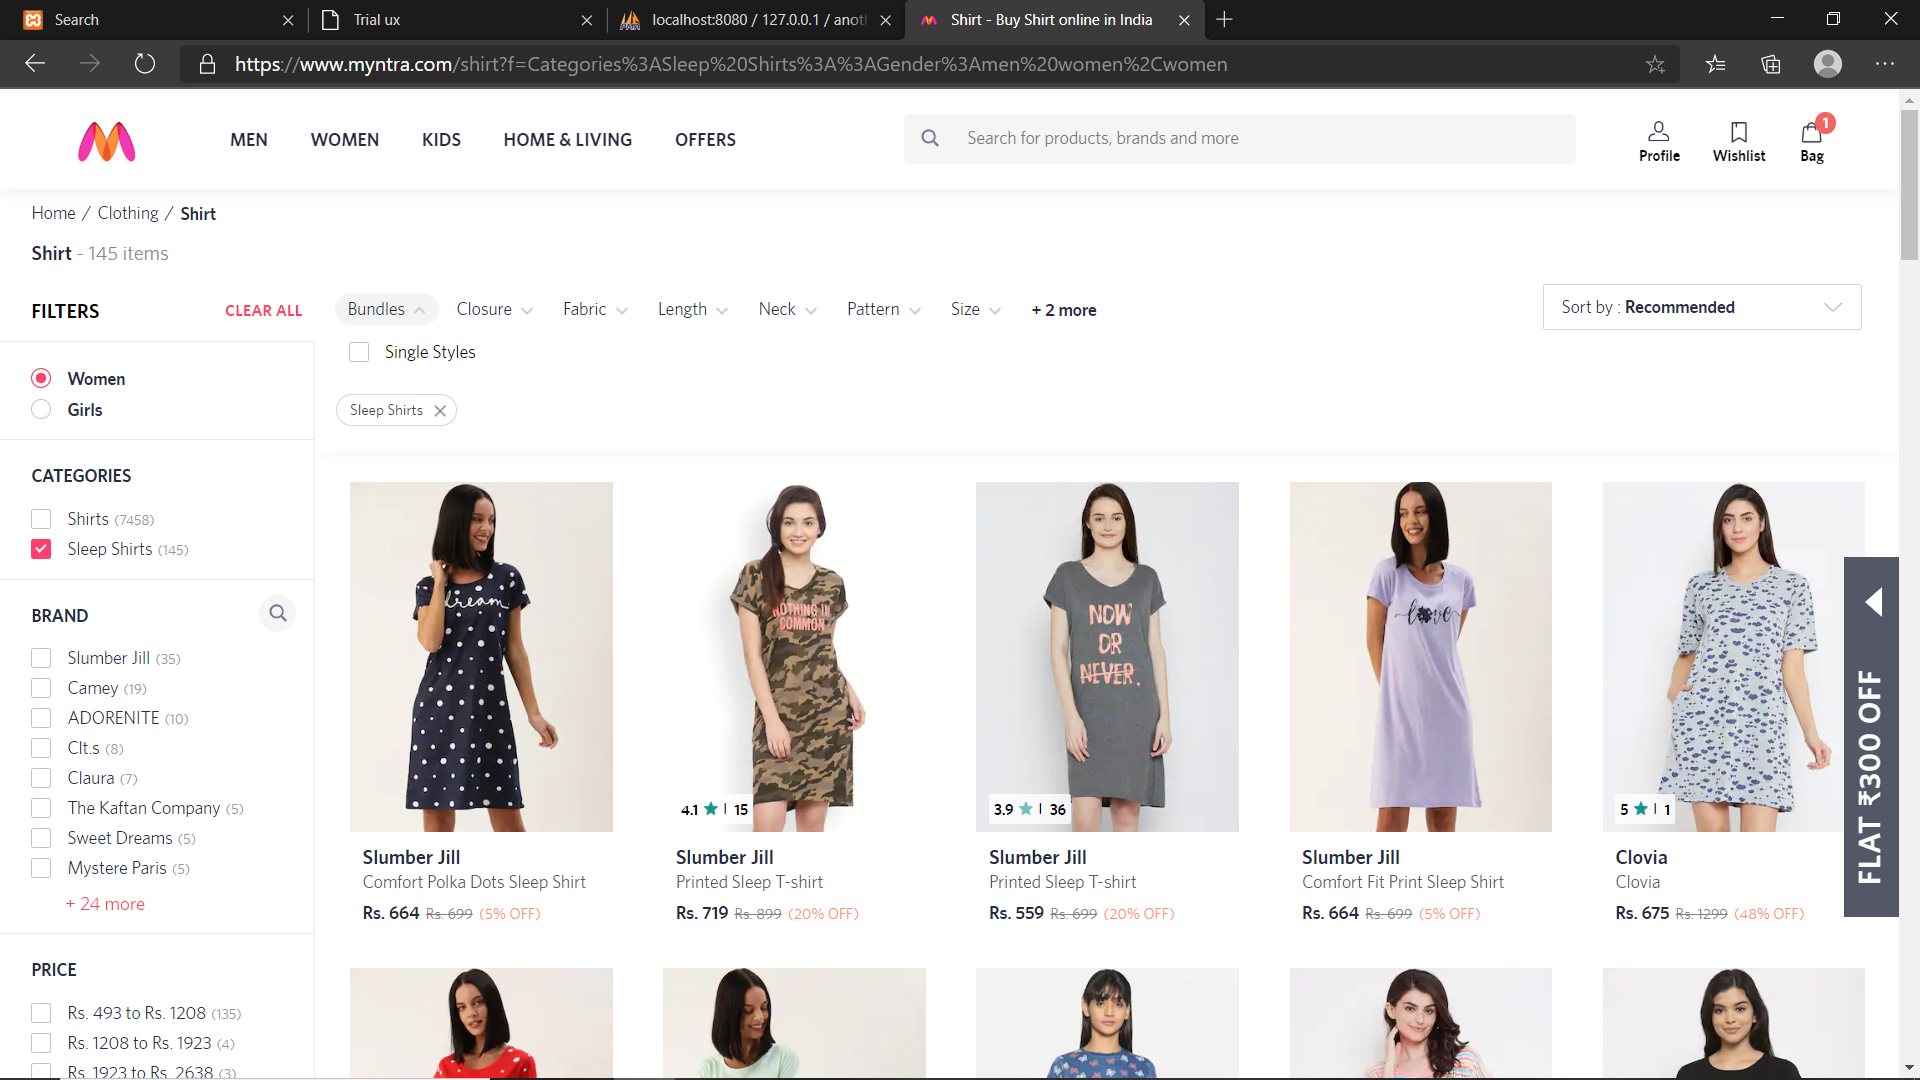 Search
Trial ux
localhost:8080 / 127.0.0.1 / anot
Shirt - Buy Shirt online in India
https://www.myntra.com/shirt?f=Categories%3ASleep%20Shirts%3A%3AGender%3Amen%20women%2Cwomen
MEN WOMEN KIDS HOME & LIVING OFFERS
Search for products, brands and more
1
Profile Wishlist Bag
Home / Clothing / Shirt
Shirt - 145 items
FILTERS CLEAR ALL
Bundles Closure Fabric Length Neck Pattern Size + 2 more
Sort by : Recommended
Single Styles
Sleep Shirts
Women
Girls
CATEGORIES
Shirts (7458)
Sleep Shirts (145)
BRAND
Slumber Jill (35)
Camey (19)
ADORENITE (10)
Clt.s (8)
Claura (7)
The Kaftan Company (5)
Sweet Dreams (5)
Mystere Paris (5)
+ 24 more
PRICE
Rs. 493 to Rs. 1208 (135)
Rs. 1208 to Rs. 1923 (4)
Rs. 1923 to Rs. 2638 (3)
dream
Slumber Jill
Comfort Polka Dots Sleep Shirt
Rs. 664 Rs. 699 (5% OFF)
NOTHING IN
COMMON
4.1 | 15
Slumber Jill
Printed Sleep T-shirt
Rs. 719 Rs. 899 (20% OFF)
NOW
OR
NEVER.
3.9 | 36
Slumber Jill
Printed Sleep T-shirt
Rs. 559 Rs. 699 (20% OFF)
love
Slumber Jill
Comfort Fit Print Sleep Shirt
Rs. 664 Rs. 699 (5% OFF)
5 | 1
Clovia
Clovia
Rs. 675 Rs. 1299 (48% OFF)
FLAT ₹300 OFF